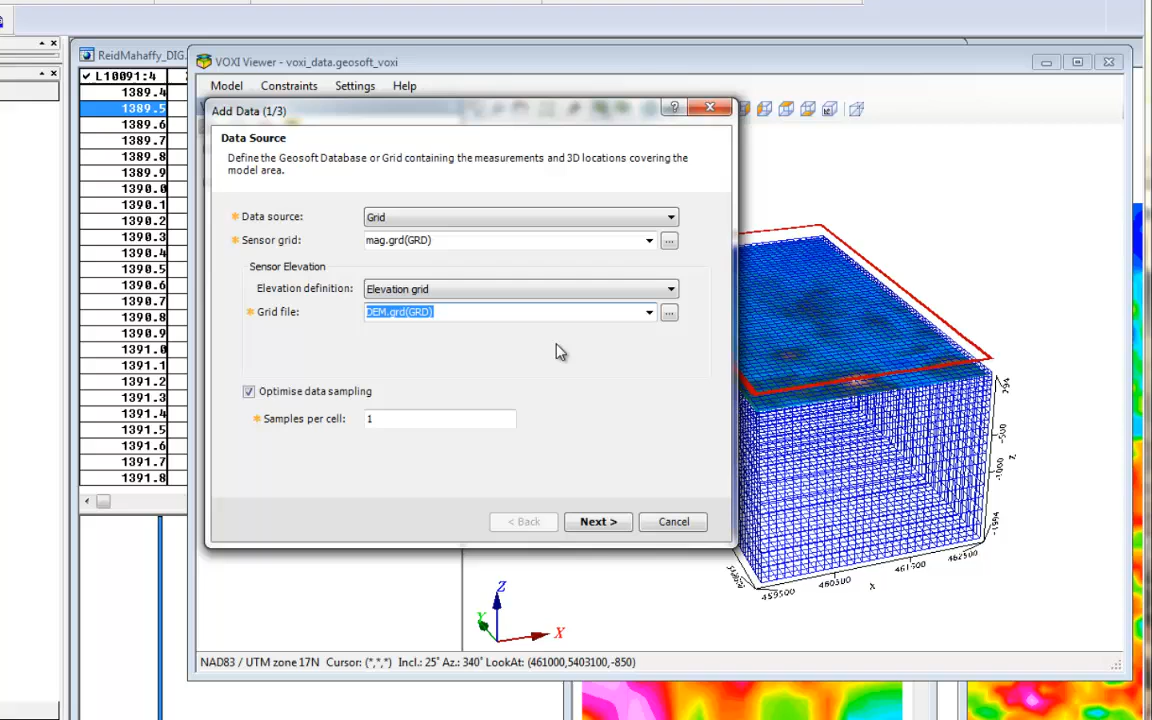 ReidMahaffy_DIG.
L10091:4
1389.4
1389.5
1389.6
1389.7
1389.8
1389.9
1390.0
1390.1
1390.2
1390.3
1390.4
1390.5
1390.6
1390.7
1390.8
1390.9
1391.0
1391.1
1391.2
1391.3
1391.4
1391.5
1391.6
1391.7
1391.8
VOXI Viewer - voxi_data.geosoft_voxi
Model Constraints Settings Help
Add Data (1/3)
Data Source
Define the Geosoft Database or Grid containing the measurements and 3D locations covering the
model area.
Data source: Grid
Sensor grid: mag.grd(GRD)
Sensor Elevation
Elevation definition: Elevation grid
Grid file: DEM.grd(GRD)
Optimise data sampling
Samples per cell: 1
< Back Next > Cancel
-500
-1000
-1594
Z
459500 460300 461500 462500
X
Z
Y
X
NAD83 / UTM zone 17N Cursor: (*,*,*) Incl.: 25° Az.: 340° LookAt: (461000,5403100,-850)